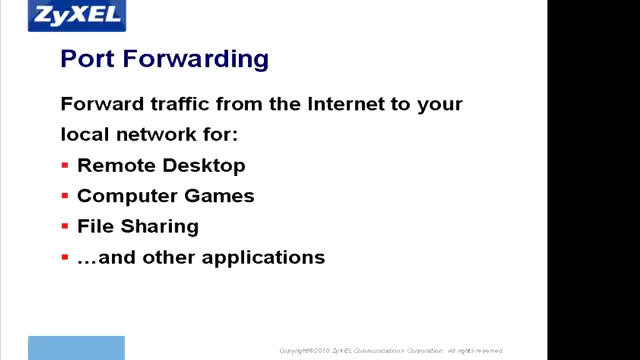 ZyXEL
Port Forwarding
Forward traffic from the Internet to your
local network for:
Remote Desktop
Computer Games
File Sharing
…and other applications
Copyright©2010 ZyXEL Communications Corporation. All rights reserved.